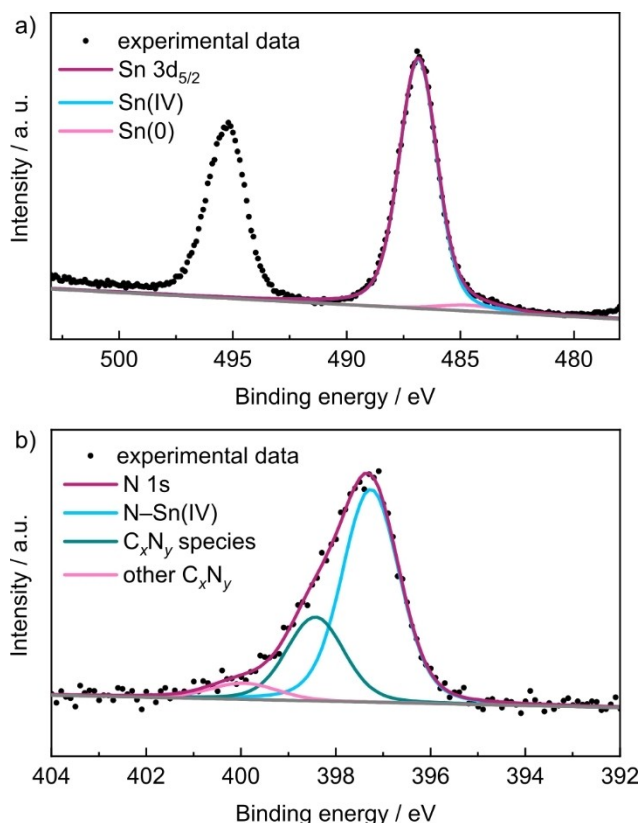 a)
experimental data
Sn 3d5/2
Sn(IV)
Sn(0)
Intensity / a. u.
500 495 490 485 480
Binding energy / eV
b)
experimental data
N 1s
N–Sn(IV)
CxNy species
other CxNy
Intensity / a.u.
404 402 400 398 396 394 392
Binding energy / eV